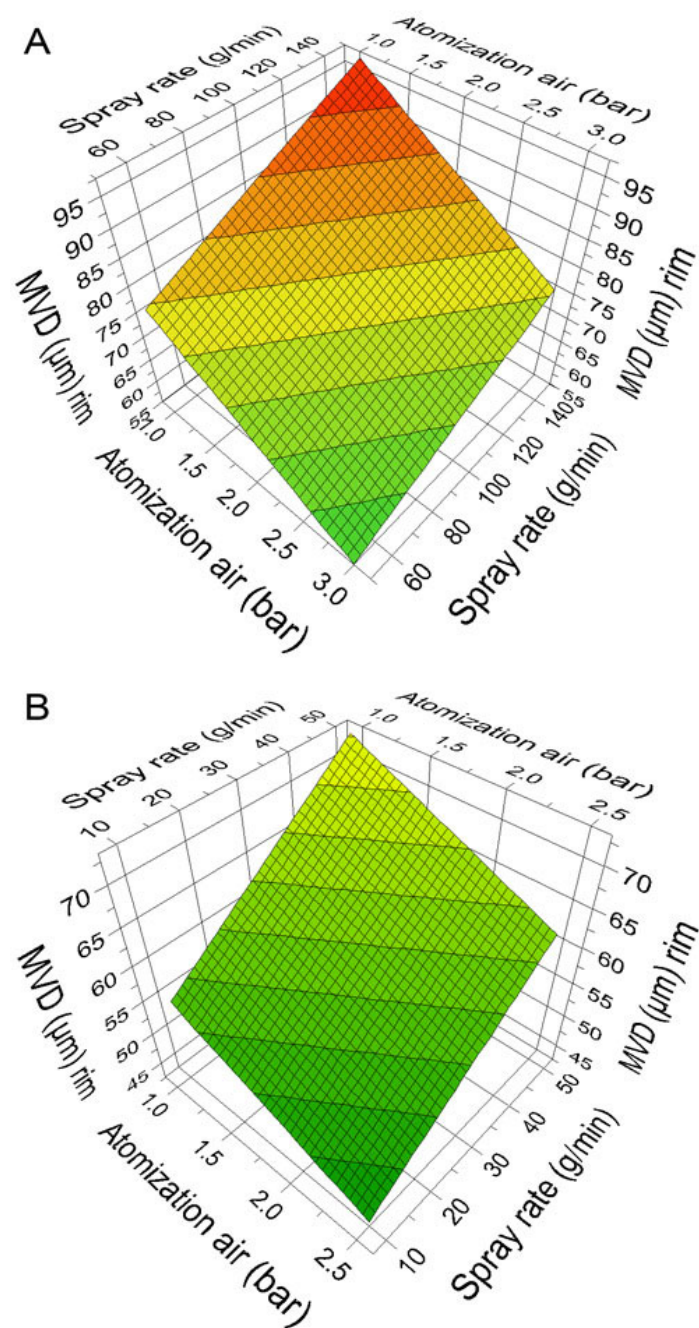 A
Spray rate (g/min)
60 80 100 120 140
Atomization air (bar)
1.0 1.5 2.0 2.5 3.0
MVD (µm) rim
95 90 85 80 75 70 65 60 55
MVD (µm) rim
95 90 85 80 75 70 65 60 55
Atomization air (bar)
1.0 1.5 2.0 2.5 3.0
Spray rate (g/min)
60 80 100 120 140
B
Spray rate (g/min)
10 20 30 40 50
Atomization air (bar)
1.0 1.5 2.0 2.5
MVD (µm) rim
70 65 60 55 50 45
MVD (µm) rim
70 65 60 55 50 45
Atomization air (bar)
1.0 1.5 2.0 2.5
Spray rate (g/min)
10 20 30 40 50